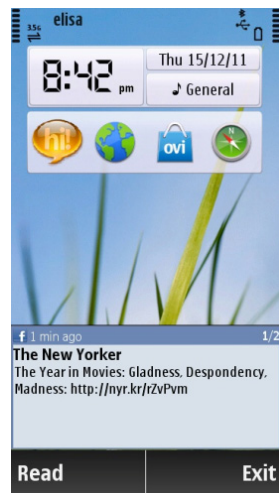 3.5G
elisa
8:42 pm
Thu 15/12/11
♪ General
hi!
ovi
N
f 1 min ago 1/2
The New Yorker
The Year in Movies: Gladness, Despondency,
Madness: http://nyr.kr/rZvPvm
Read Exit